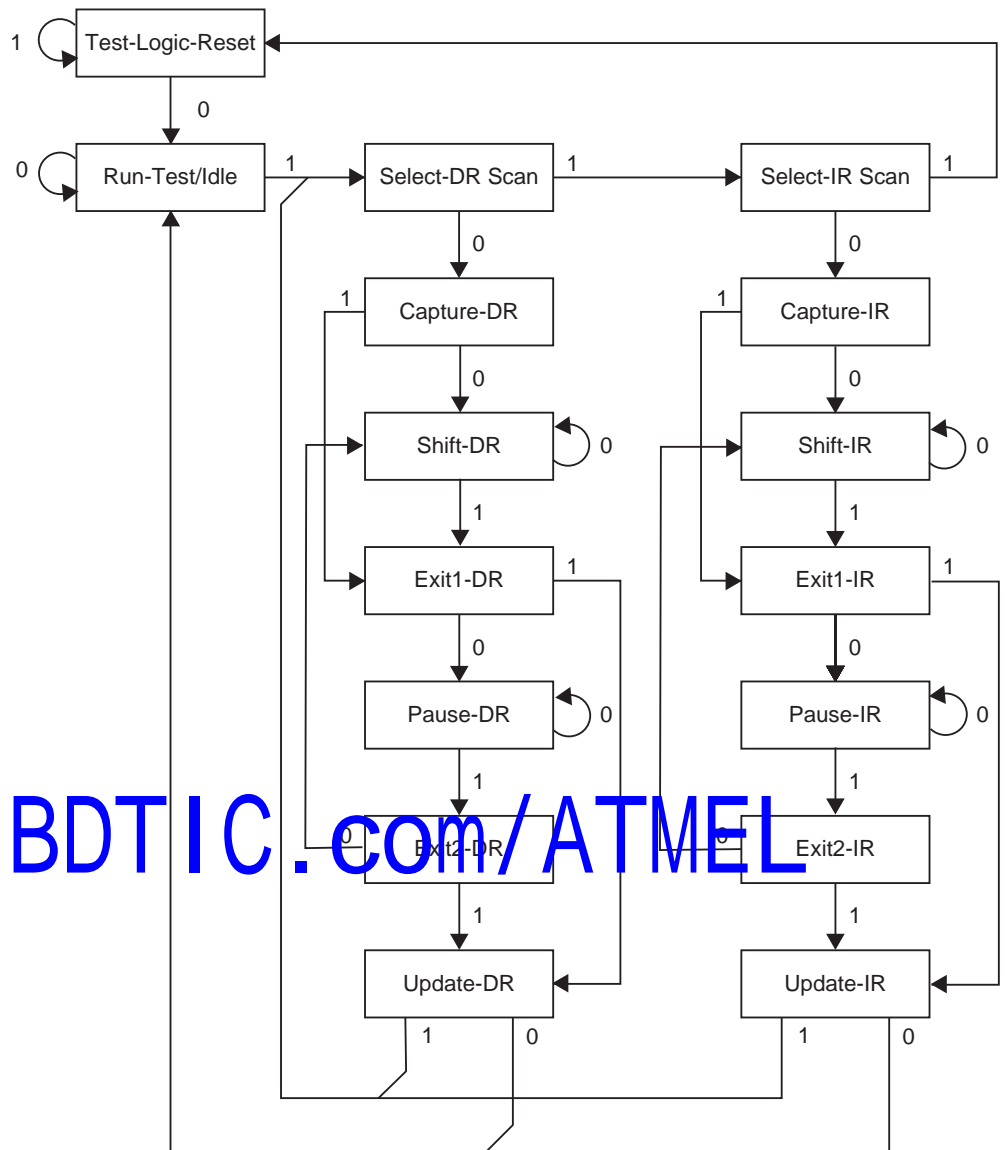 1 Test-Logic-Reset
0
0 Run-Test/Idle 1 Select-DR Scan 1 Select-IR Scan 1
0 0
1 Capture-DR 1 Capture-IR
0 0
Shift-DR 0 Shift-IR 0
1 1
Exit1-DR 1 Exit1-IR 1
0 0
Pause-DR 0 Pause-IR 0
1 1
BDTIC.com/ATMEL
0 Exit2-DR 0 Exit2-IR
1 1
Update-DR Update-IR
1 0 1 0